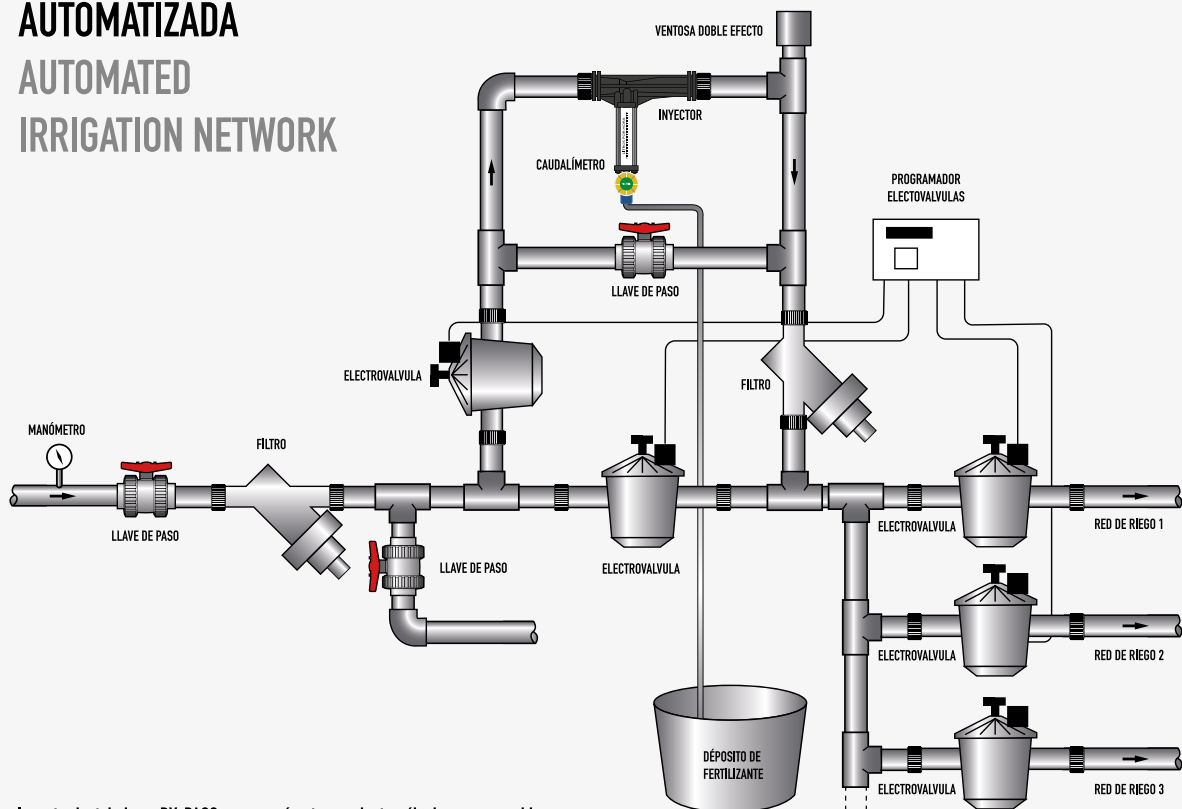 AUTOMATIZADA
AUTOMATED
IRRIGATION NETWORK
VENTOSA DOBLE EFECTO
INYECTOR
CAUDALÍMETRO
PROGRAMADOR
ELECTOVALVULAS
LLAVE DE PASO
ELECTROVALVULA
FILTRO
MANÓMETRO
FILTRO
LLAVE DE PASO
LLAVE DE PASO
ELECTROVALVULA
ELECTROVALVULA
RED DE RIEGO 1
ELECTROVALVULA
RED DE RIEGO 2
DÉPOSITO DE
FERTILIZANTE
ELECTROVALVULA
RED DE RIEGO 3